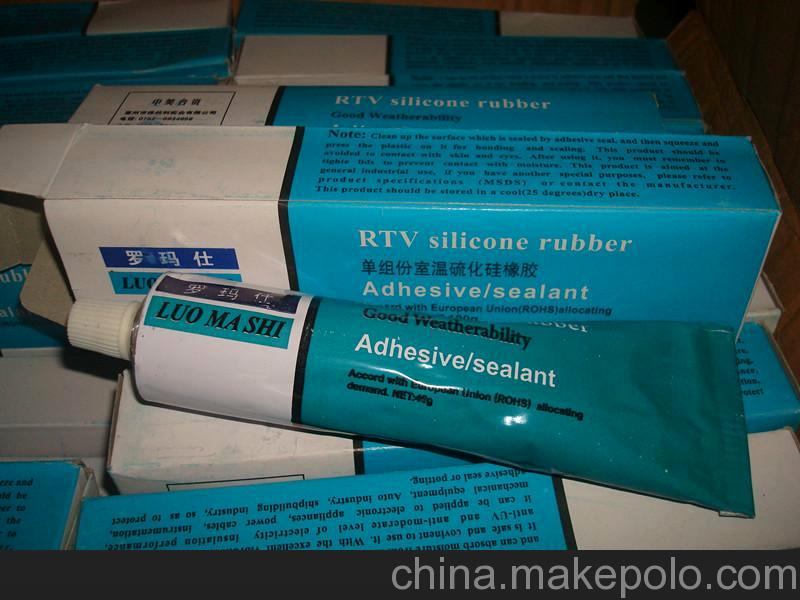 中美合资
RTV silicone rubber
Good Weatherability
Note: Clean up the surface which is sealed by adhesive seal, and then squeeze and
press the plastic on it for bonding and sealing. This product should be
avoided to contact with skin and eyes. After using it, you must remember to
tighte lids to prevent contact with moisture. This product is aimed at the
general industrial use, if you have another special purposes, please refer to
product specifications (MSDS) or contact the manufacturer.
This product should be stored in a cool(25 degrees)dry place.
罗玛仕
LUO
RTV silicone rubber
单组份室温硫化硅橡胶
Adhesive/sealant
Accord with European Union(ROHS)allocating
罗玛仕
LUO MA SHI
Good Weatherability
rubber
Adhesive/sealant
Accord with European Union (ROHS) allocating
demand. NET:45g
adhesive seal or potting.
mechanical equipment, Auto industry, shipbuilding industry, so as to protect
it can be applied to electronic appliances, power, cables, instrumentation,
anti-UV and anti-moderate level of electricity insulation performance,
It is safe and covinent to use it. With the excellent
and absorb moisture
china.makepolo.com